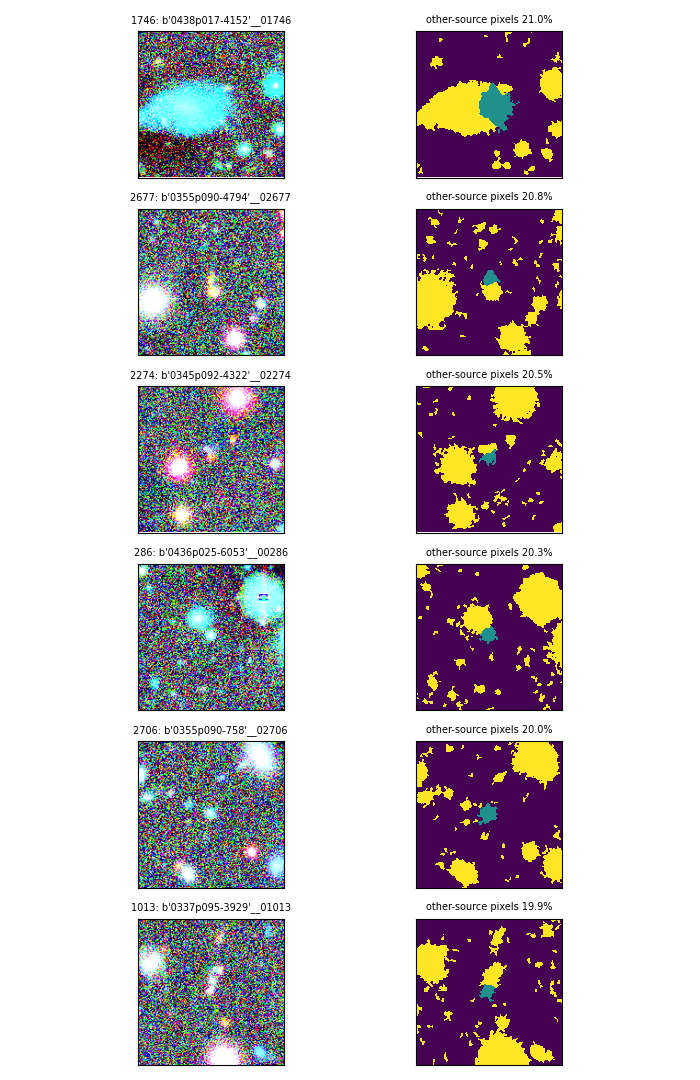 1746: b'0438p017-4152'__01746
other-source pixels 21.0%
2677: b'0355p090-4794'__02677
other-source pixels 20.8%
2274: b'0345p092-4322'__02274
other-source pixels 20.5%
286: b'0436p025-6053'__00286
other-source pixels 20.3%
2706: b'0355p090-758'__02706
other-source pixels 20.0%
1013: b'0337p095-3929'__01013
other-source pixels 19.9%